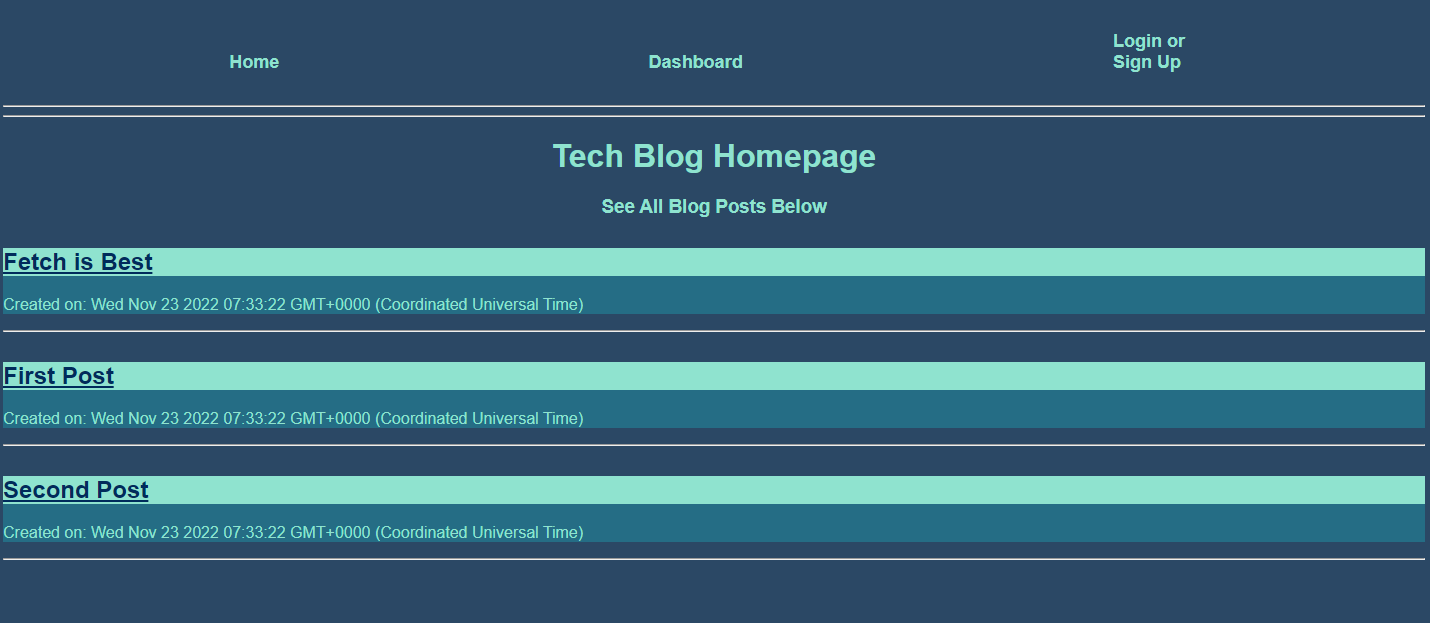 Home
Dashboard
Login or
Sign Up
Tech Blog Homepage
See All Blog Posts Below
Fetch is Best
Created on: Wed Nov 23 2022 07:33:22 GMT+0000 (Coordinated Universal Time)
First Post
Created on: Wed Nov 23 2022 07:33:22 GMT+0000 (Coordinated Universal Time)
Second Post
Created on: Wed Nov 23 2022 07:33:22 GMT+0000 (Coordinated Universal Time)